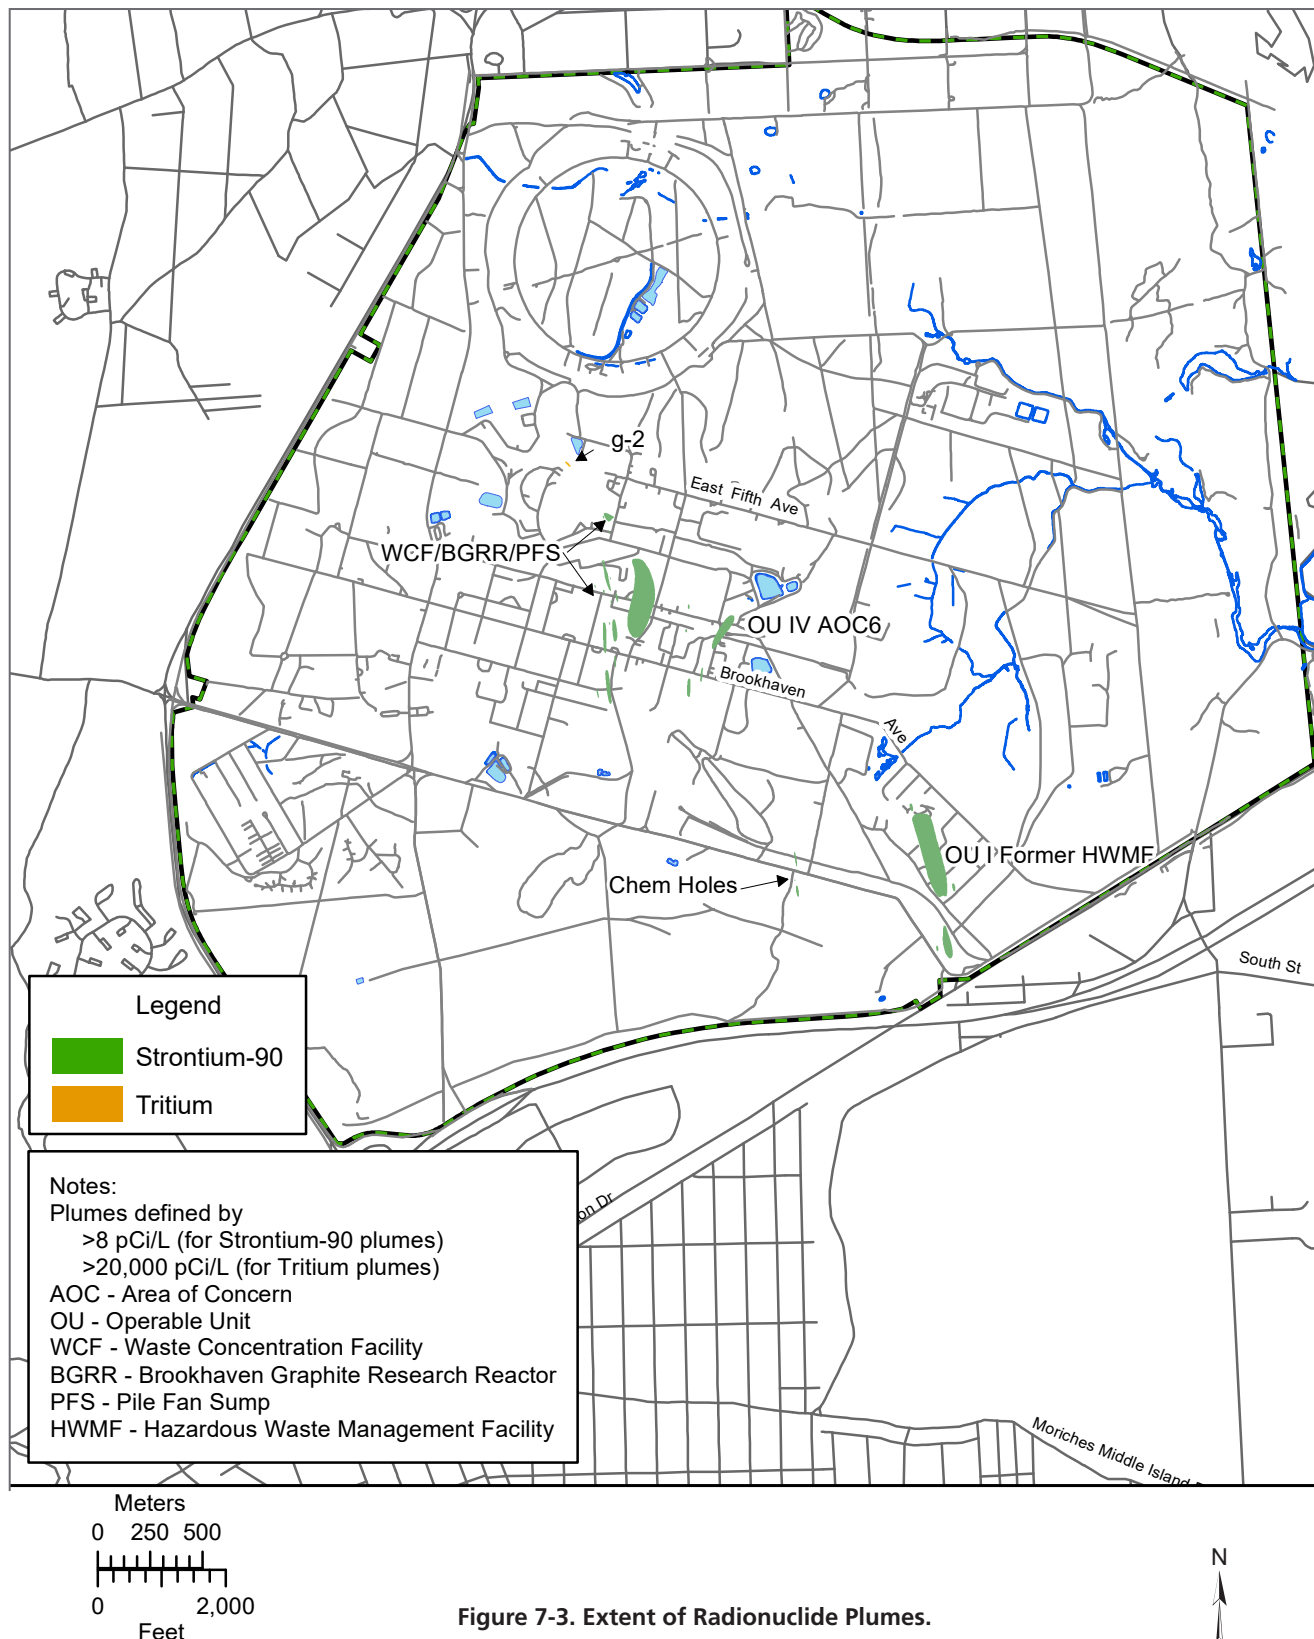 g-2
East Fifth Ave
WCF/BGRR/PFS
OU IV AOC6
Brookhaven
Ave
OU I Former HWMF
Chem Holes
South St
Legend
Strontium-90
Tritium
Notes:
Plumes defined by
>8 pCi/L (for Strontium-90 plumes)
>20,000 pCi/L (for Tritium plumes)
AOC - Area of Concern
OU - Operable Unit
WCF - Waste Concentration Facility
BGRR - Brookhaven Graphite Research Reactor
PFS - Pile Fan Sump
HWMF - Hazardous Waste Management Facility
on Dr
Moriches Middle Island
Meters
0 250 500
0 2,000
Feet
N
Figure 7-3. Extent of Radionuclide Plumes.